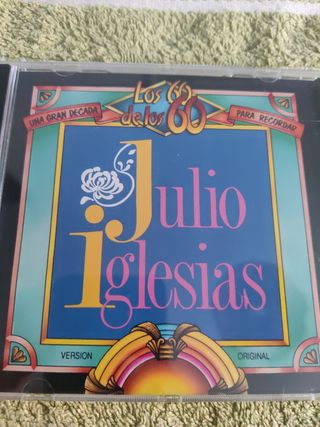 Los 60
de los 60
UNA GRAN DECADA
PARA RECORDAR
Julio
iglesias
VERSION
ORIGINAL